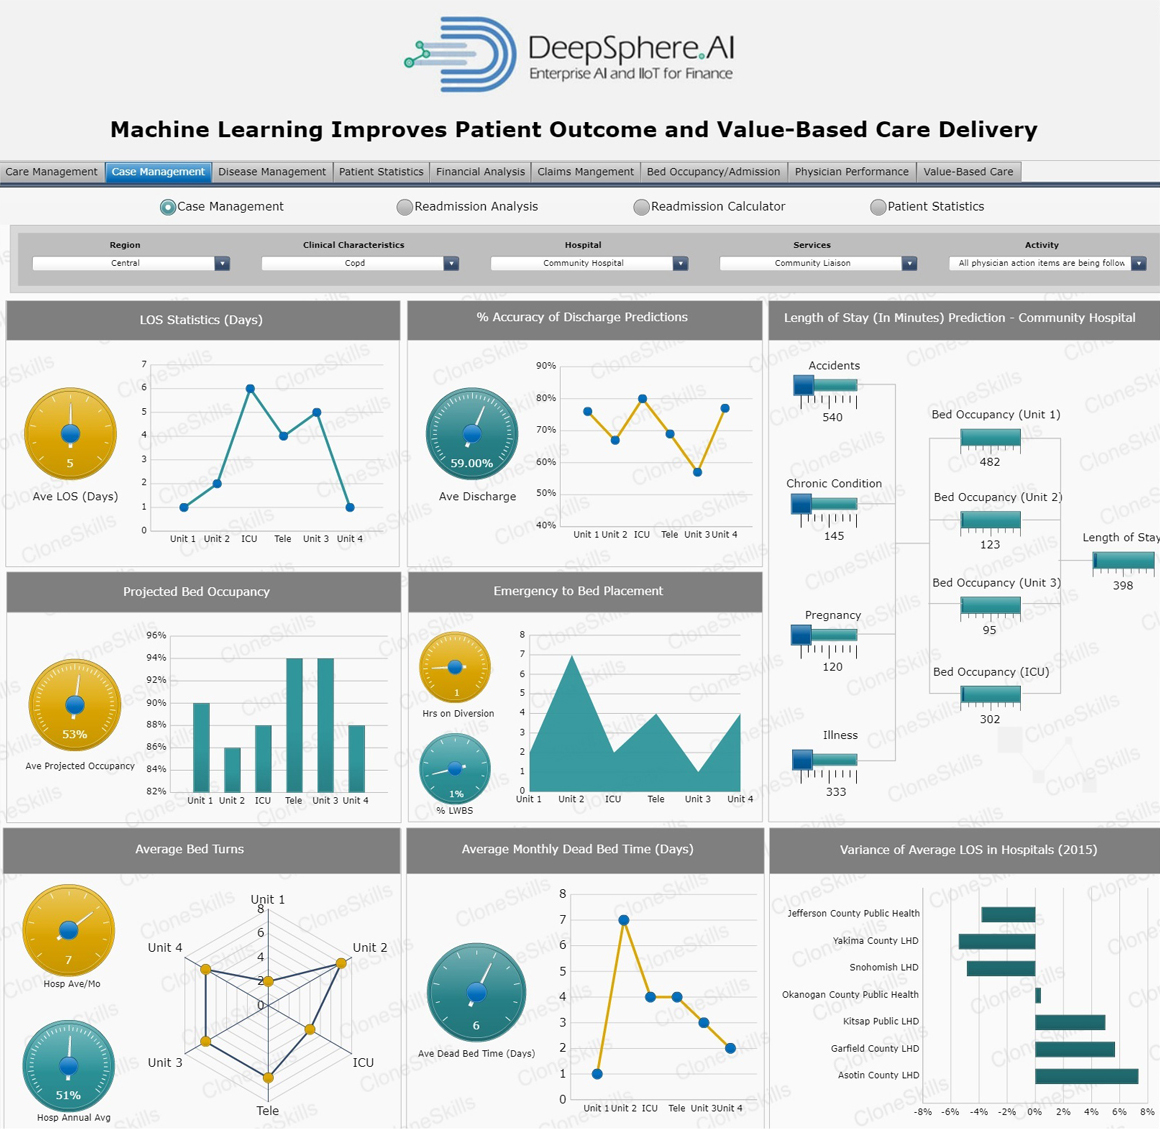 DeepSphere.AI
Enterprise AI and IIoT for Finance
Machine Learning Improves Patient Outcome and Value-Based Care Delivery
Care Management Case Management Disease Management Patient Statistics Financial Analysis Claims Mangement Bed Occupancy/Admission Physician Performance Value-Based Care
Case Management Readmission Analysis Readmission Calculator Patient Statistics
Region Clinical Characteristics Hospital Services Activity
Central Copd Community Hospital Community Liaison All physician action items are being follow
LOS Statistics (Days)
7
6
5
4
3
2
1
0
5
Ave LOS (Days)
Unit 1 Unit 2 ICU Tele Unit 3 Unit 4
% Accuracy of Discharge Predictions
90%
80%
70%
60%
50%
40%
59.00%
Ave Discharge
Unit 1 Unit 2 ICU Tele Unit 3 Unit 4
Length of Stay (In Minutes) Prediction - Community Hospital
Accidents
540
Chronic Condition
145
Pregnancy
120
Illness
333
Bed Occupancy (Unit 1)
482
Bed Occupancy (Unit 2)
123
Bed Occupancy (Unit 3)
95
Bed Occupancy (ICU)
302
Length of Stay
398
Projected Bed Occupancy
96%
94%
92%
90%
88%
86%
84%
82%
53%
Ave Projected Occupancy
Unit 1 Unit 2 ICU Tele Unit 3 Unit 4
Emergency to Bed Placement
8
7
6
5
4
3
2
1
0
1
Hrs on Diversion
1%
% LWBS
Unit 1 Unit 2 ICU Tele Unit 3 Unit 4
Average Bed Turns
7
Hosp Ave/Mo
51%
Hosp Annual Avg
Unit 1
8
6
4
2
0
Unit 2
ICU
Tele
Unit 3
Unit 4
Average Monthly Dead Bed Time (Days)
8
7
6
5
4
3
2
1
0
6
Ave Dead Bed Time (Days)
Unit 1 Unit 2 ICU Tele Unit 3 Unit 4
Variance of Average LOS in Hospitals (2015)
Jefferson County Public Health
Yakima County LHD
Snohomish LHD
Okanogan County Public Health
Kitsap Public LHD
Garfield County LHD
Asotin County LHD
-8% -6% -4% -2% 0% 2% 4% 6% 8%
CloneSkills